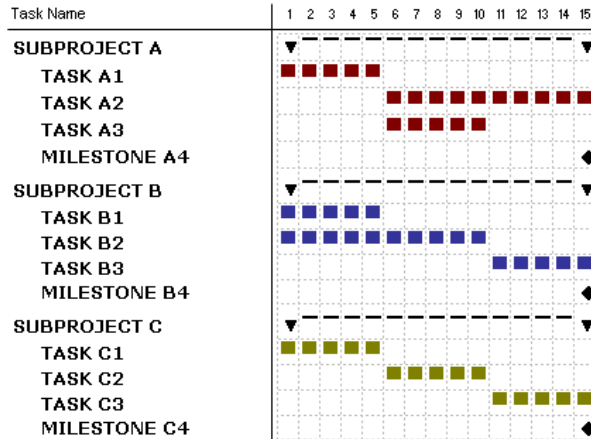 Task Name 1 2 3 4 5 6 7 8 9 10 11 12 13 14 15
SUBPROJECT A
TASK A1
TASK A2
TASK A3
MILESTONE A4
SUBPROJECT B
TASK B1
TASK B2
TASK B3
MILESTONE B4
SUBPROJECT C
TASK C1
TASK C2
TASK C3
MILESTONE C4